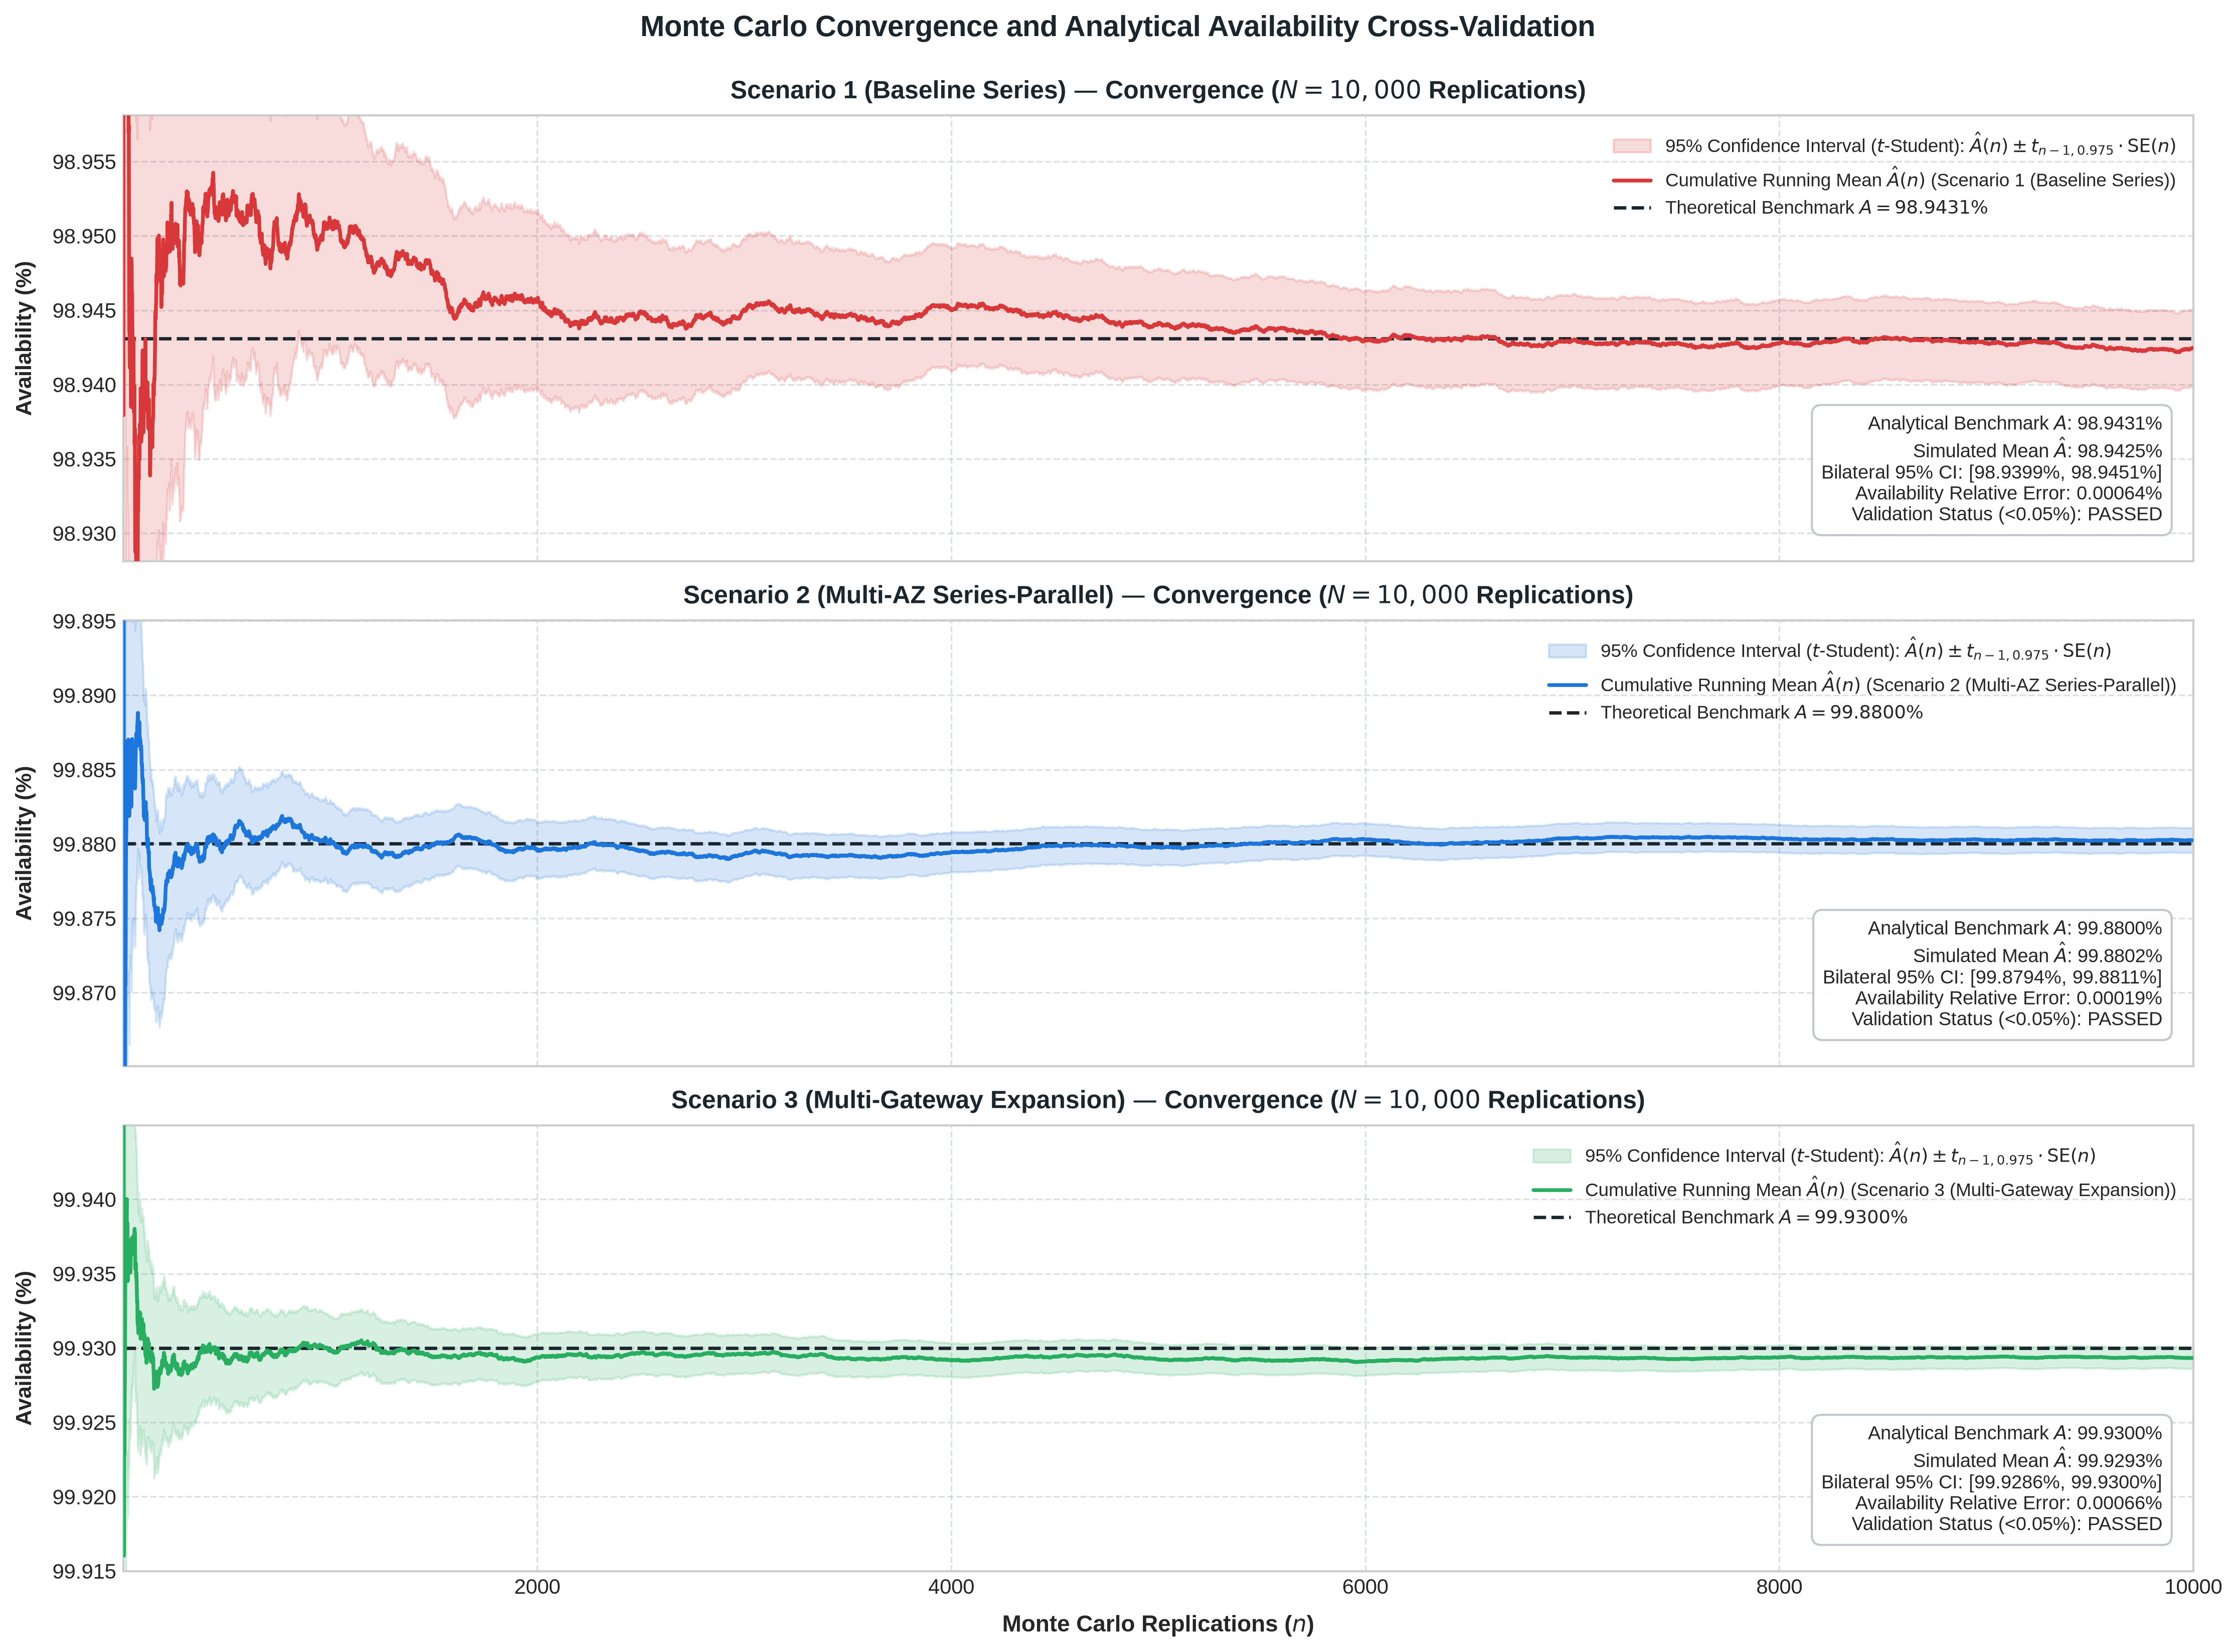 Monte Carlo Convergence and Analytical Availability Cross-Validation
Scenario 1 (Baseline Series) — Convergence (N = 10, 000 Replications)
Availability (%)
98.955
98.950
98.945
98.940
98.935
98.930
95% Confidence Interval (t-Student): Â(n) ± t_{n−1, 0.975} · SE(n)
Cumulative Running Mean Â(n) (Scenario 1 (Baseline Series))
Theoretical Benchmark A = 98.9431%
Analytical Benchmark A: 98.9431%
Simulated Mean Â: 98.9425%
Bilateral 95% CI: [98.9399%, 98.9451%]
Availability Relative Error: 0.00064%
Validation Status (<0.05%): PASSED
Scenario 2 (Multi-AZ Series-Parallel) — Convergence (N = 10, 000 Replications)
Availability (%)
99.895
99.890
99.885
99.880
99.875
99.870
95% Confidence Interval (t-Student): Â(n) ± t_{n−1, 0.975} · SE(n)
Cumulative Running Mean Â(n) (Scenario 2 (Multi-AZ Series-Parallel))
Theoretical Benchmark A = 99.8800%
Analytical Benchmark A: 99.8800%
Simulated Mean Â: 99.8802%
Bilateral 95% CI: [99.8794%, 99.8811%]
Availability Relative Error: 0.00019%
Validation Status (<0.05%): PASSED
Scenario 3 (Multi-Gateway Expansion) — Convergence (N = 10, 000 Replications)
Availability (%)
99.940
99.935
99.930
99.925
99.920
99.915
95% Confidence Interval (t-Student): Â(n) ± t_{n−1, 0.975} · SE(n)
Cumulative Running Mean Â(n) (Scenario 3 (Multi-Gateway Expansion))
Theoretical Benchmark A = 99.9300%
Analytical Benchmark A: 99.9300%
Simulated Mean Â: 99.9293%
Bilateral 95% CI: [99.9286%, 99.9300%]
Availability Relative Error: 0.00066%
Validation Status (<0.05%): PASSED
2000 4000 6000 8000 10000
Monte Carlo Replications (n)